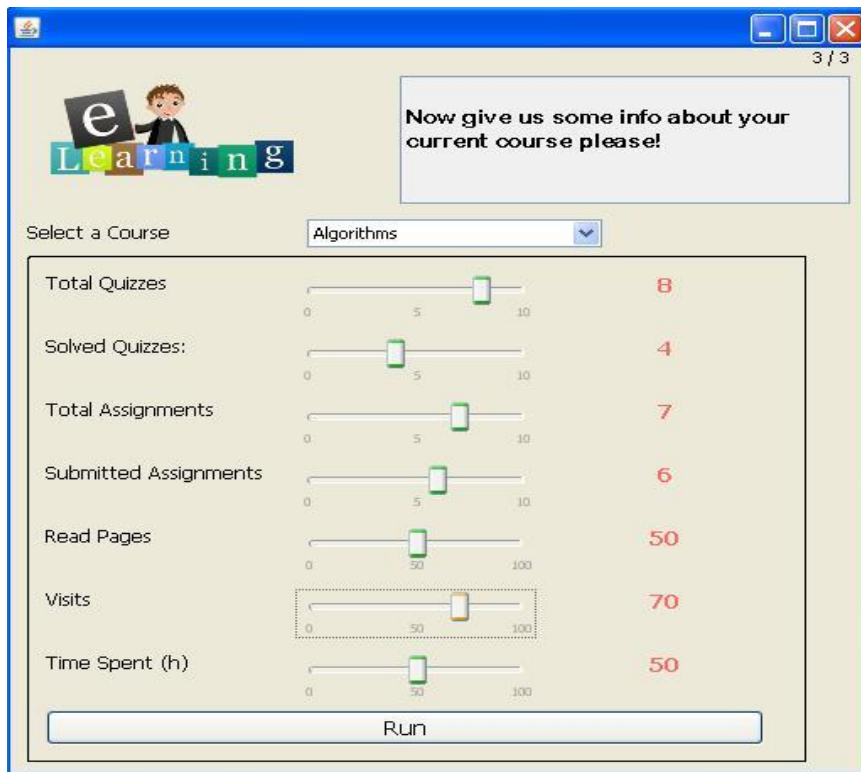 3 / 3
e
Learning
Now give us some info about your
current course please!
Select a Course Algorithms
Total Quizzes 8
0 5 10
Solved Quizzes: 4
0 5 10
Total Assignments 7
0 5 10
Submitted Assignments 6
0 5 10
Read Pages 50
0 50 100
Visits 70
0 50 100
Time Spent (h) 50
0 50 100
Run